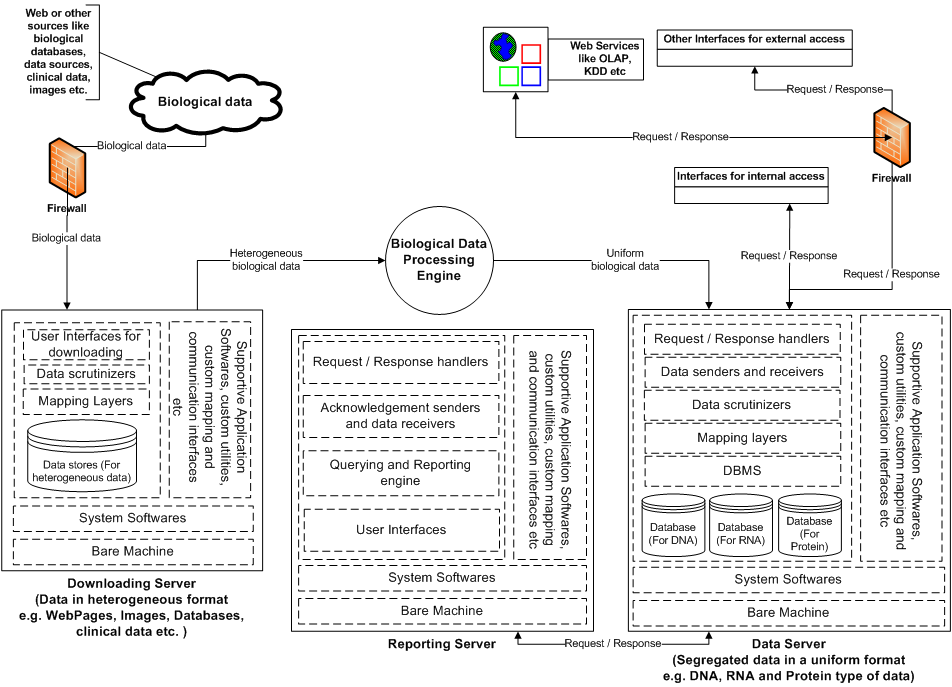 Web or other
sources like
biological
databases,
data sources,
clinical data,
images etc.
Biological data
Biological data
Firewall
Biological data
Web Services
like OLAP,
KDD etc
Other Interfaces for external access
Request / Response
Request / Response
Firewall
Interfaces for internal access
Request / Response
Request / Response
Heterogeneous
biological data
Biological Data
Processing
Engine
Uniform
biological data
User Interfaces for
downloading
Data scrutinizers
Mapping Layers
Data stores (For
heterogeneous data)
Supportive Application
Softwares, custom utilities,
custom mapping and
communication interfaces
etc
System Softwares
Bare Machine
Downloading Server
(Data in heterogeneous format
e.g. WebPages, Images, Databases,
clinical data etc. )
Request / Response handlers
Acknowledgement senders
and data receivers
Querying and Reporting
engine
User Interfaces
Supportive Application Softwares,
custom utilities, custom mapping
and communication interfaces
etc
System Softwares
Bare Machine
Reporting Server
Request / Response
Request / Response handlers
Data senders and receivers
Data scrutinizers
Mapping layers
DBMS
Database
(For DNA)
Database
(For RNA)
Database
(For
Protein)
Supportive Application Softwares,
custom utilities, custom mapping and
communication interfaces
etc
System Softwares
Bare Machine
Data Server
(Segregated data in a uniform format
e.g. DNA, RNA and Protein type of data)